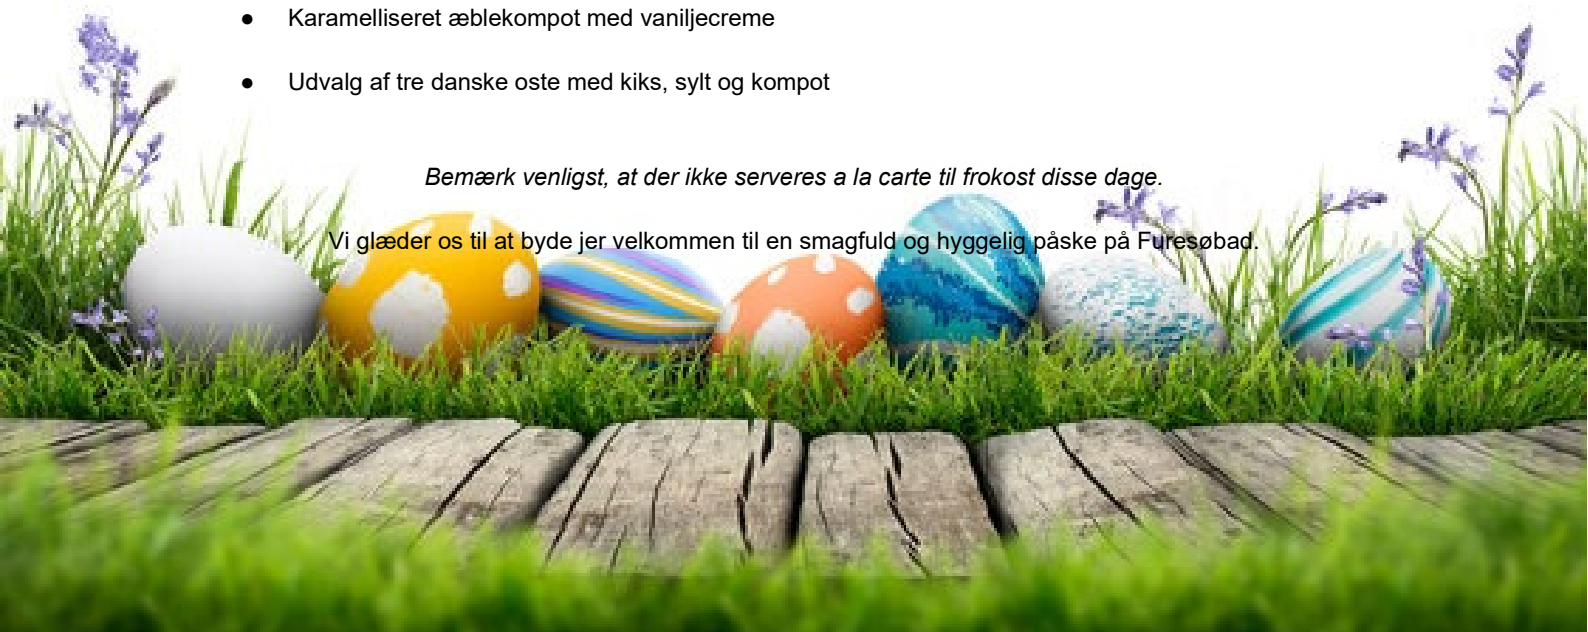 ● Karamelliseret æblekompot med vaniljecreme
● Udvalg af tre danske oste med kiks, sylt og kompot
Bemærk venligst, at der ikke serveres a la carte til frokost disse dage.
Vi glæder os til at byde jer velkommen til en smagfuld og hyggelig påske på Furesøbad.